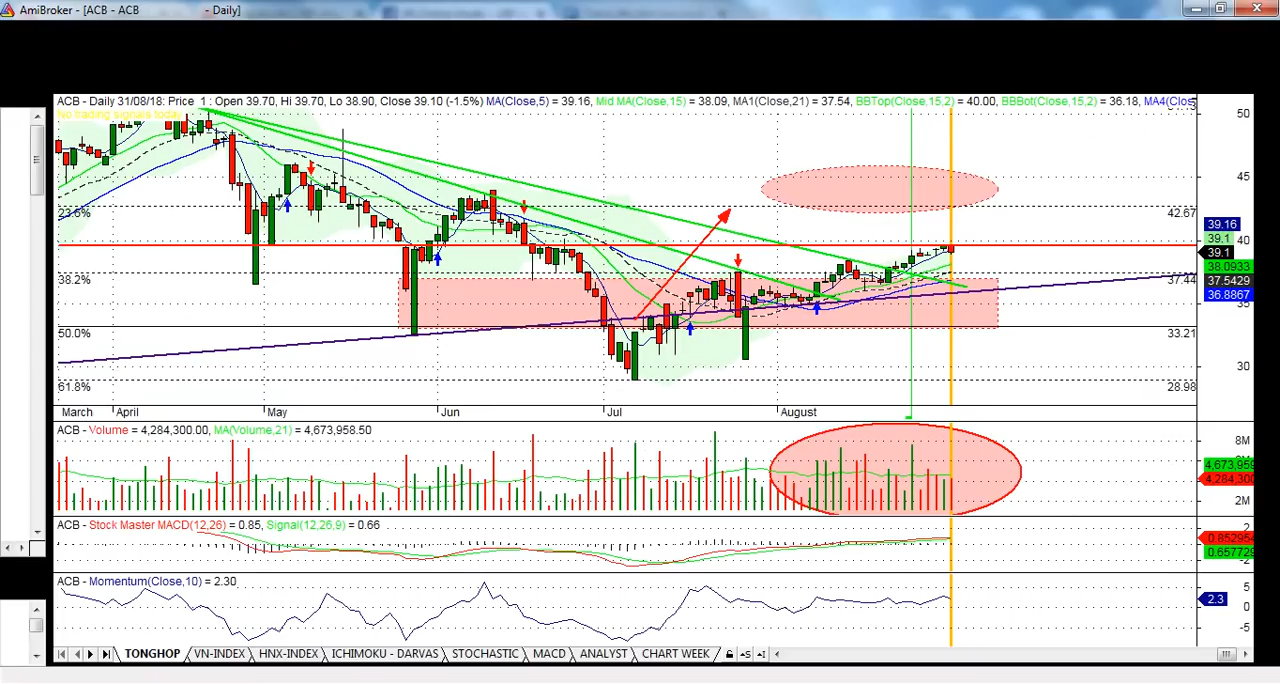 AmiBroker - [ACB - ACB - Daily]
ACB - Daily 31/08/18: Price 1 : Open 39.70, Hi 39.70, Lo 38.90, Close 39.10 (-1.5%) MA(Close,5) = 39.16, Mid MA(Close,15) = 38.09, MA1(Close,21) = 37.54, BBTop(Close,15,2) = 40.00, BBBot(Close,15,2) = 36.18, MA4(Clos
No trading signals today
50
45
23.6%
42.67
39.16
39.1
40
39.1
38.0933
38.2%
37.44
37.5429
36.8867
35
50.0%
33.21
30
61.8%
28.98
March April May Jun Jul August
ACB - Volume = 4,284,300.00, MA(Volume,21) = 4,673,958.50
8M
4,673,959
4,284,300
2M
ACB - Stock Master MACD(12,26) = 0.85, Signal(12,26,9) = 0.66
2
0.852954
0.657729
-2
ACB - Momentum(Close,10) = 2.30
5
2.3
0
-5
TONGHOP VN-INDEX HNX-INDEX ICHIMOKU - DARVAS STOCHASTIC MACD ANALYST CHART WEEK